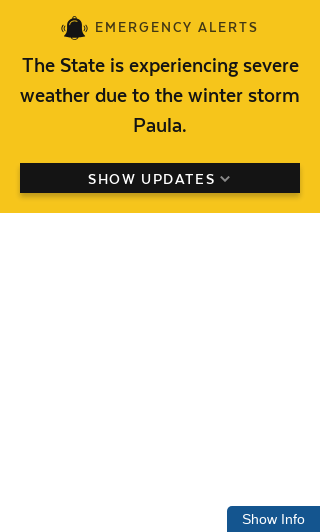 EMERGENCY ALERTS
The State is experiencing severe
weather due to the winter storm
Paula.
SHOW UPDATES
Show Info